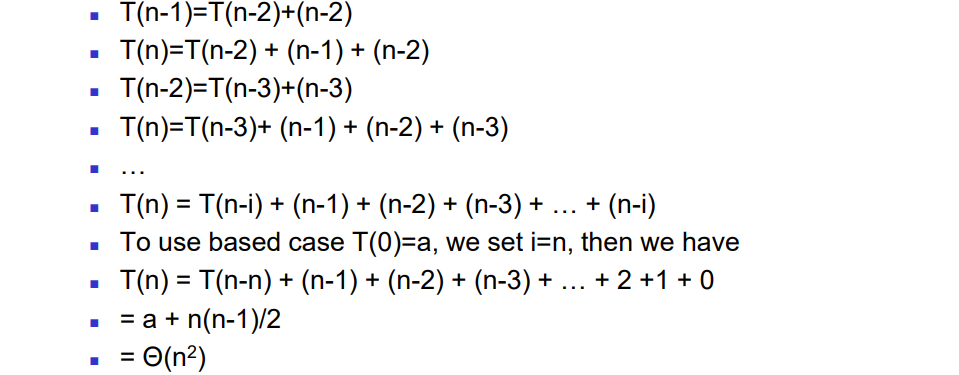 ▪ T(n-1)=T(n-2)+(n-2)
▪ T(n)=T(n-2) + (n-1) + (n-2)
▪ T(n-2)=T(n-3)+(n-3)
▪ T(n)=T(n-3)+ (n-1) + (n-2) + (n-3)
▪ …
▪ T(n) = T(n-i) + (n-1) + (n-2) + (n-3) + … + (n-i)
▪ To use based case T(0)=a, we set i=n, then we have
▪ T(n) = T(n-n) + (n-1) + (n-2) + (n-3) + … + 2 +1 + 0
▪ = a + n(n-1)/2
▪ = Θ(n²)